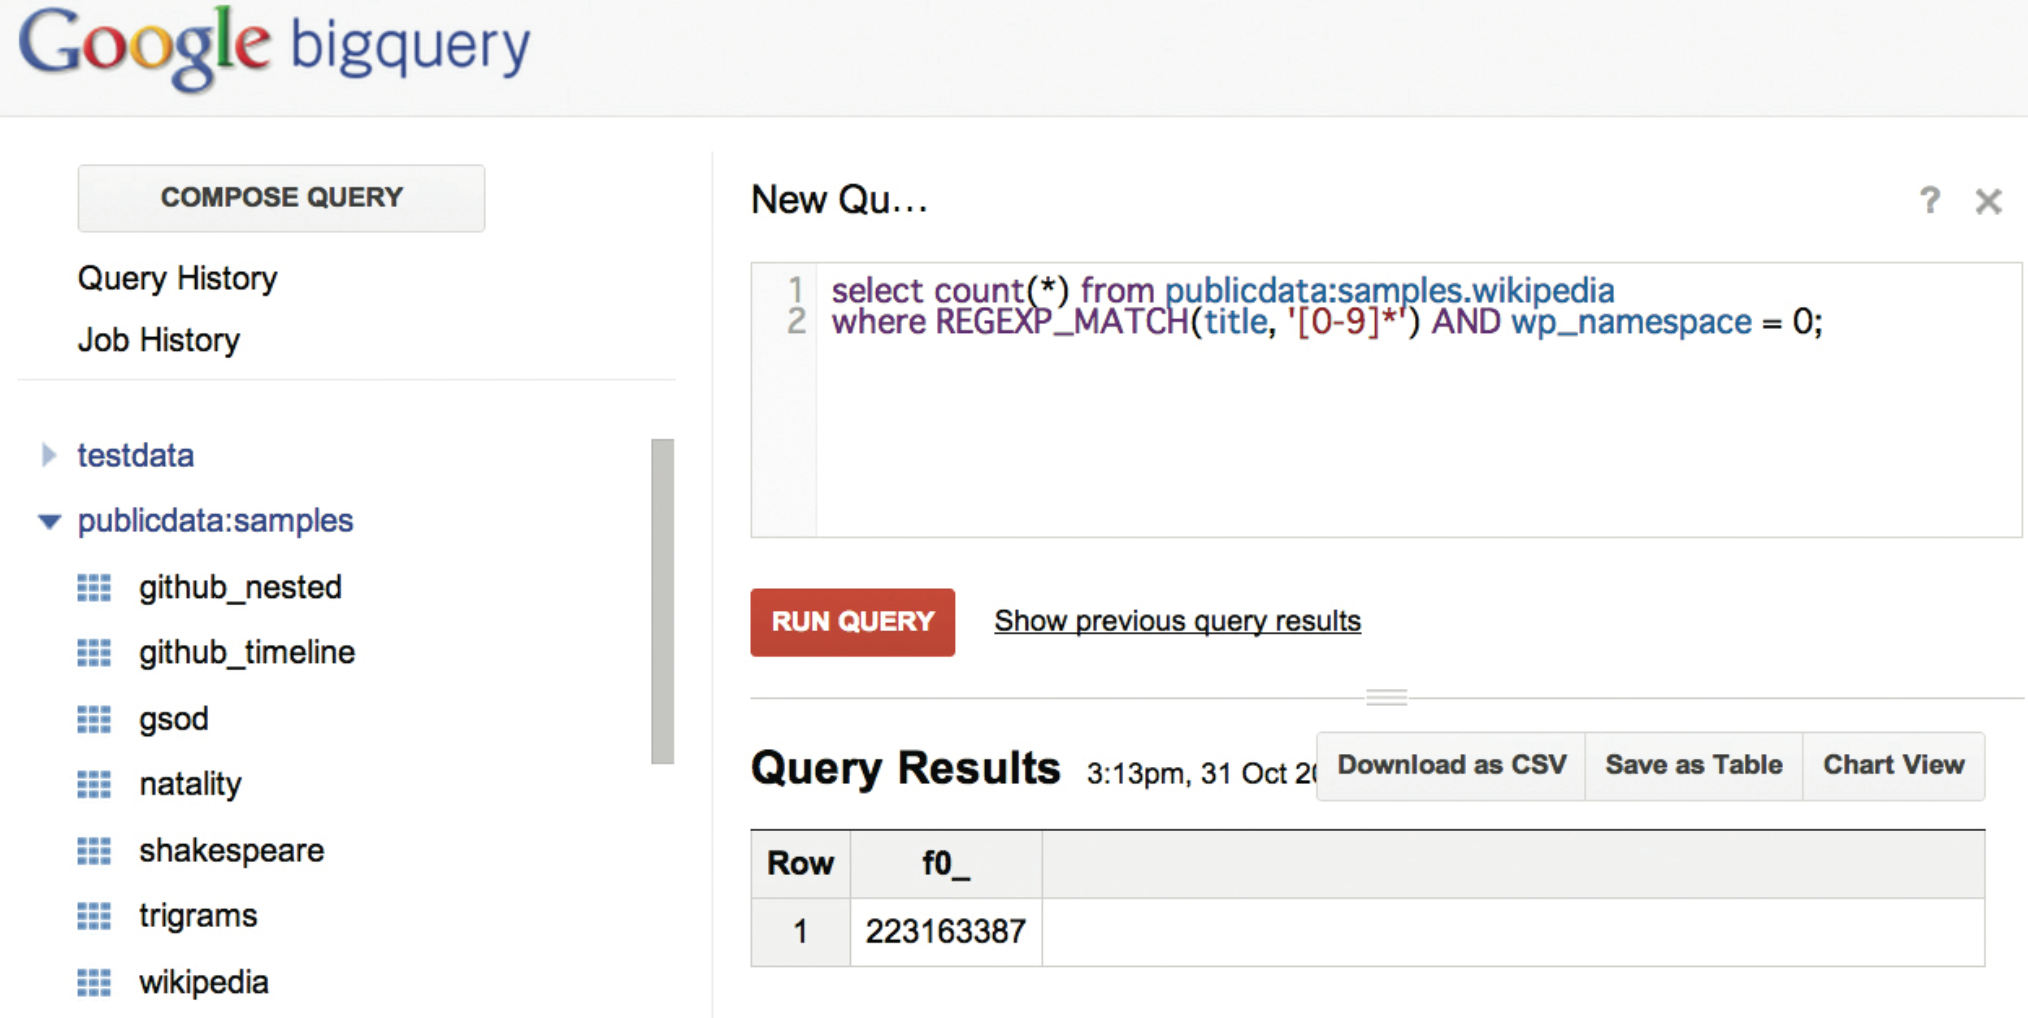 Google bigquery
COMPOSE QUERY
Query History
Job History
testdata
publicdata:samples
github_nested
github_timeline
gsod
natality
shakespeare
trigrams
wikipedia
New Qu...
? ×
1 select count(*) from publicdata:samples.wikipedia
2 where REGEXP_MATCH(title, '[0-9]*') AND wp_namespace = 0;
RUN QUERY Show previous query results
Query Results 3:13pm, 31 Oct Download as CSV Save as Table Chart View
Row f0_
1 223163387